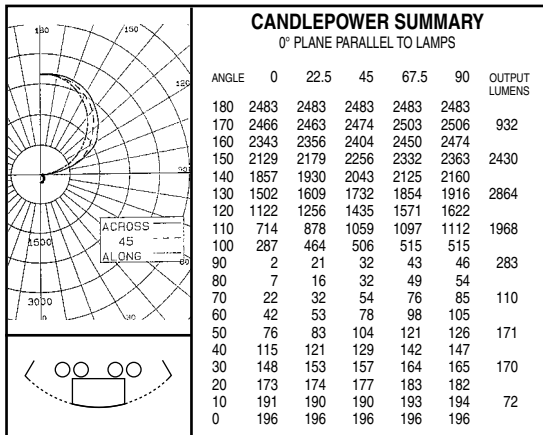 180
150
120
90
ACROSS
45
ALONG
1500
60
3000
0
30
CANDLEPOWER SUMMARY
0° PLANE PARALLEL TO LAMPS
ANGLE 0 22.5 45 67.5 90 OUTPUT
LUMENS
180 2483 2483 2483 2483 2483
170 2466 2463 2474 2503 2506 932
160 2343 2356 2404 2450 2474
150 2129 2179 2256 2332 2363 2430
140 1857 1930 2043 2125 2160
130 1502 1609 1732 1854 1916 2864
120 1122 1256 1435 1571 1622
110 714 878 1059 1097 1112 1968
100 287 464 506 515 515
90 2 21 32 43 46 283
80 7 16 32 49 54
70 22 32 54 76 85 110
60 42 53 78 98 105
50 76 83 104 121 126 171
40 115 121 129 142 147
30 148 153 157 164 165 170
20 173 174 177 183 182
10 191 190 190 193 194 72
0 196 196 196 196 196